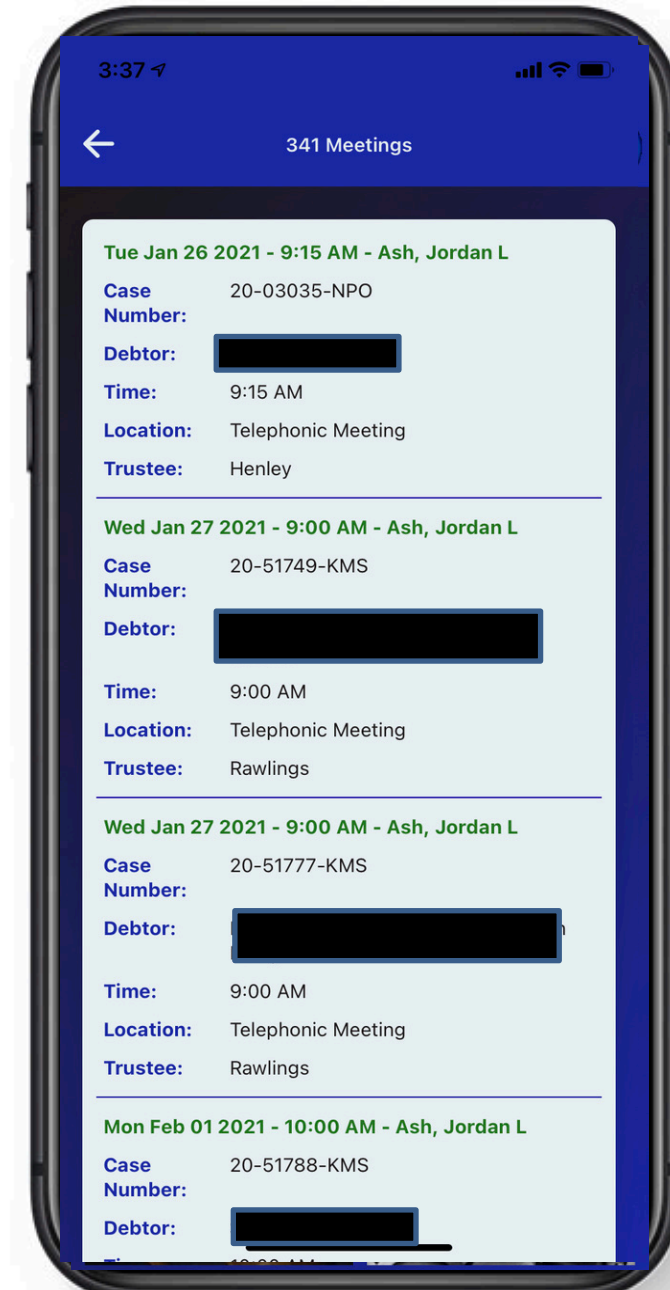 3:37
341 Meetings
Tue Jan 26 2021 - 9:15 AM - Ash, Jordan L
Case Number: 20-03035-NPO
Debtor:
Time: 9:15 AM
Location: Telephonic Meeting
Trustee: Henley
Wed Jan 27 2021 - 9:00 AM - Ash, Jordan L
Case Number: 20-51749-KMS
Debtor:
Time: 9:00 AM
Location: Telephonic Meeting
Trustee: Rawlings
Wed Jan 27 2021 - 9:00 AM - Ash, Jordan L
Case Number: 20-51777-KMS
Debtor:
Time: 9:00 AM
Location: Telephonic Meeting
Trustee: Rawlings
Mon Feb 01 2021 - 10:00 AM - Ash, Jordan L
Case Number: 20-51788-KMS
Debtor: